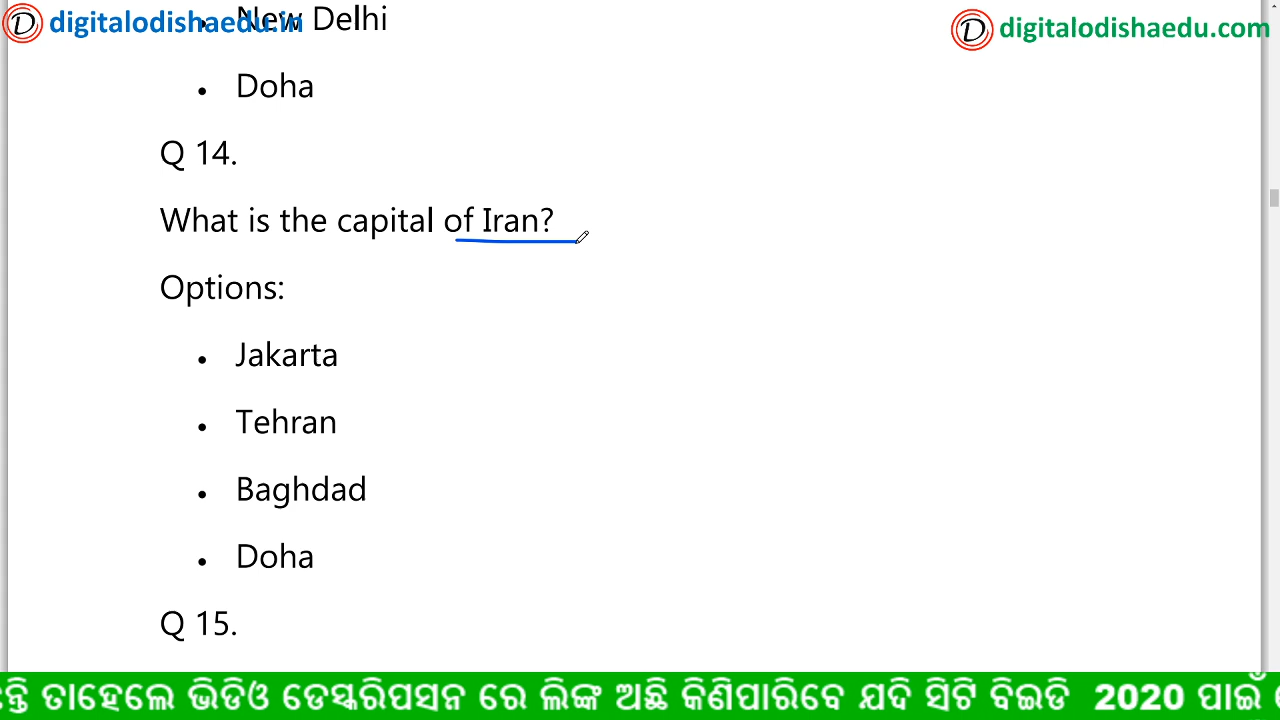 digitalodishaedu.in
New Delhi
digitalodishaedu.com
Doha
Q 14.
What is the capital of Iran?
Options:
Jakarta
Tehran
Baghdad
Doha
Q 15.
ତାହେଲେ ଭିଡିଓ ଡେସ୍କରିପସନ ରେ ଲିଙ୍କ ଅଛି କିଣିପାରିବେ ଯଦି ସିଟି ବିଇଡି 2020 ପାଇଁ